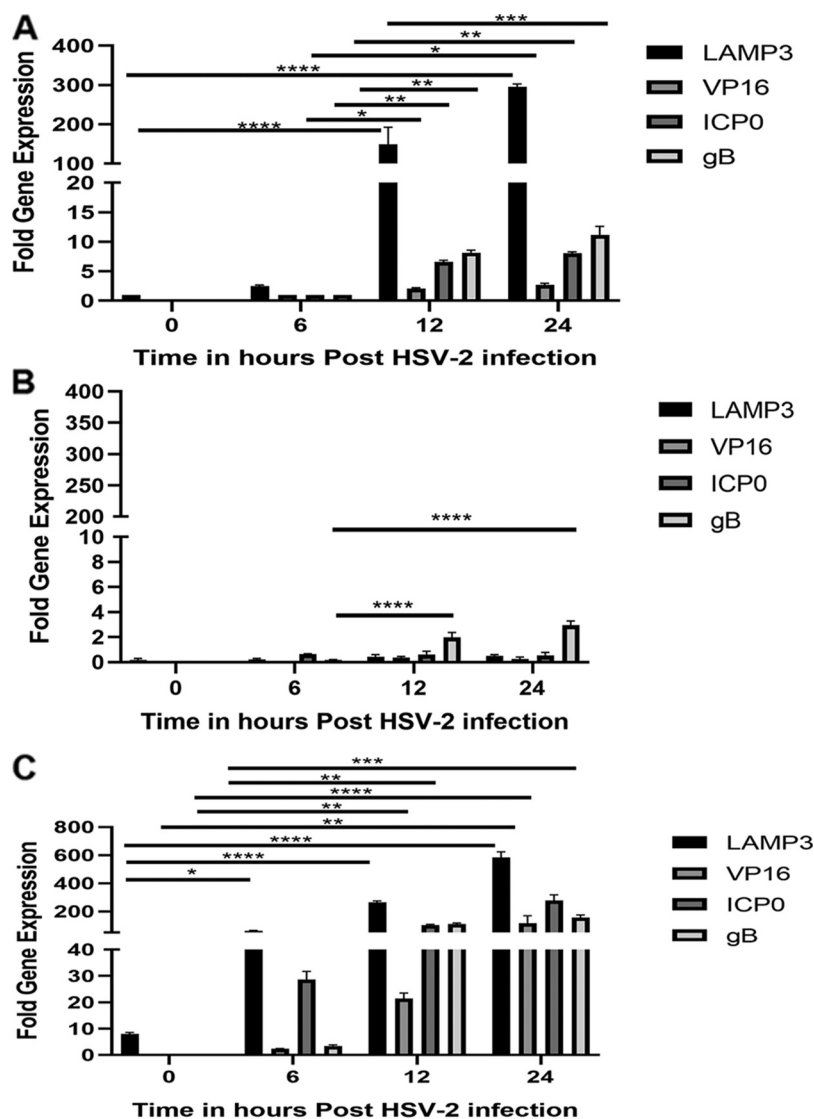 A
***
**
*
****
**
**
*
****
400
300
200
100
20
15
10
5
0
Fold Gene Expression
0 6 12 24
Time in hours Post HSV-2 infection
LAMP3
VP16
ICP0
gB
B
400
350
300
250
200
10
8
6
4
2
0
Fold Gene Expression
****
****
0 6 12 24
Time in hours Post HSV-2 infection
LAMP3
VP16
ICP0
gB
C
***
**
****
**
**
****
****
*
800
600
400
200
40
30
20
10
0
Fold Gene Expression
0 6 12 24
Time in hours Post HSV-2 infection
LAMP3
VP16
ICP0
gB